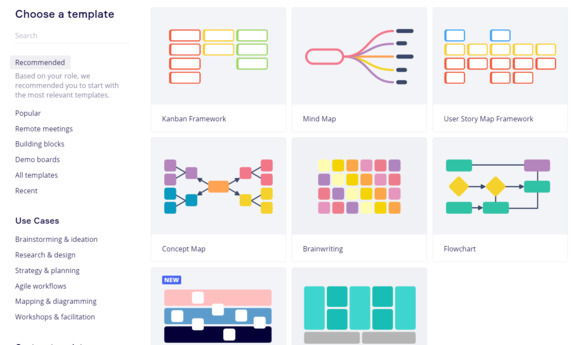 Choose a template
Search
Recommended
Based on your role, we
recommended you to start with
the most relevant templates.
Popular
Remote meetings
Building blocks
Demo boards
All templates
Recent
Use Cases
Brainstorming & ideation
Research & design
Strategy & planning
Agile workflows
Mapping & diagramming
Workshops & facilitation
Kanban Framework
Mind Map
User Story Map Framework
Concept Map
Brainwriting
Flowchart
NEW